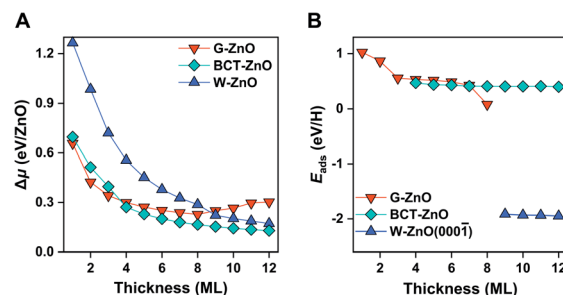 A
G-ZnO
BCT-ZnO
W-ZnO
Δμ (eV/ZnO)
1.2
0.9
0.6
0.3
0.0
2 4 6 8 10 12
Thickness (ML)
B
E_ads (eV/H)
1
0
-1
-2
G-ZnO
BCT-ZnO
W-ZnO(0001̅)
2 4 6 8 10 12
Thickness (ML)